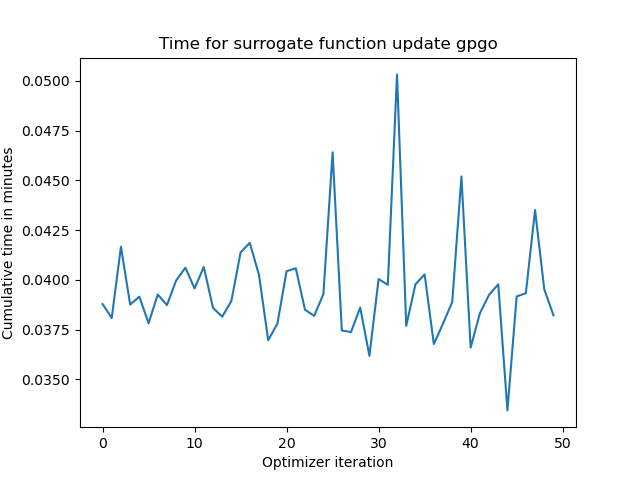 Time for surrogate function update gpgo
Cumulative time in minutes
0.0500
0.0475
0.0450
0.0425
0.0400
0.0375
0.0350
0 10 20 30 40 50
Optimizer iteration